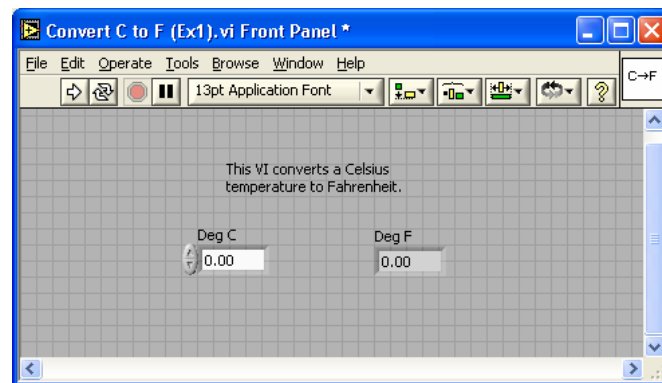 Convert C to F (Ex1).vi Front Panel *
File Edit Operate Tools Browse Window Help
13pt Application Font
?
C→F
This VI converts a Celsius
temperature to Fahrenheit.
Deg C
Deg F
0.00
0.00